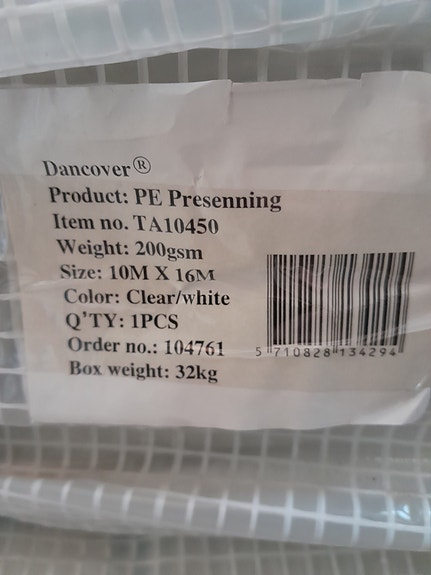 Dancover®
Product: PE Presenning
Item no. TA10450
Weight: 200gsm
Size: 10M X 16M
Color: Clear/white
Q'TY: 1PCS
Order no.: 104761
Box weight: 32kg
5 710828 134294